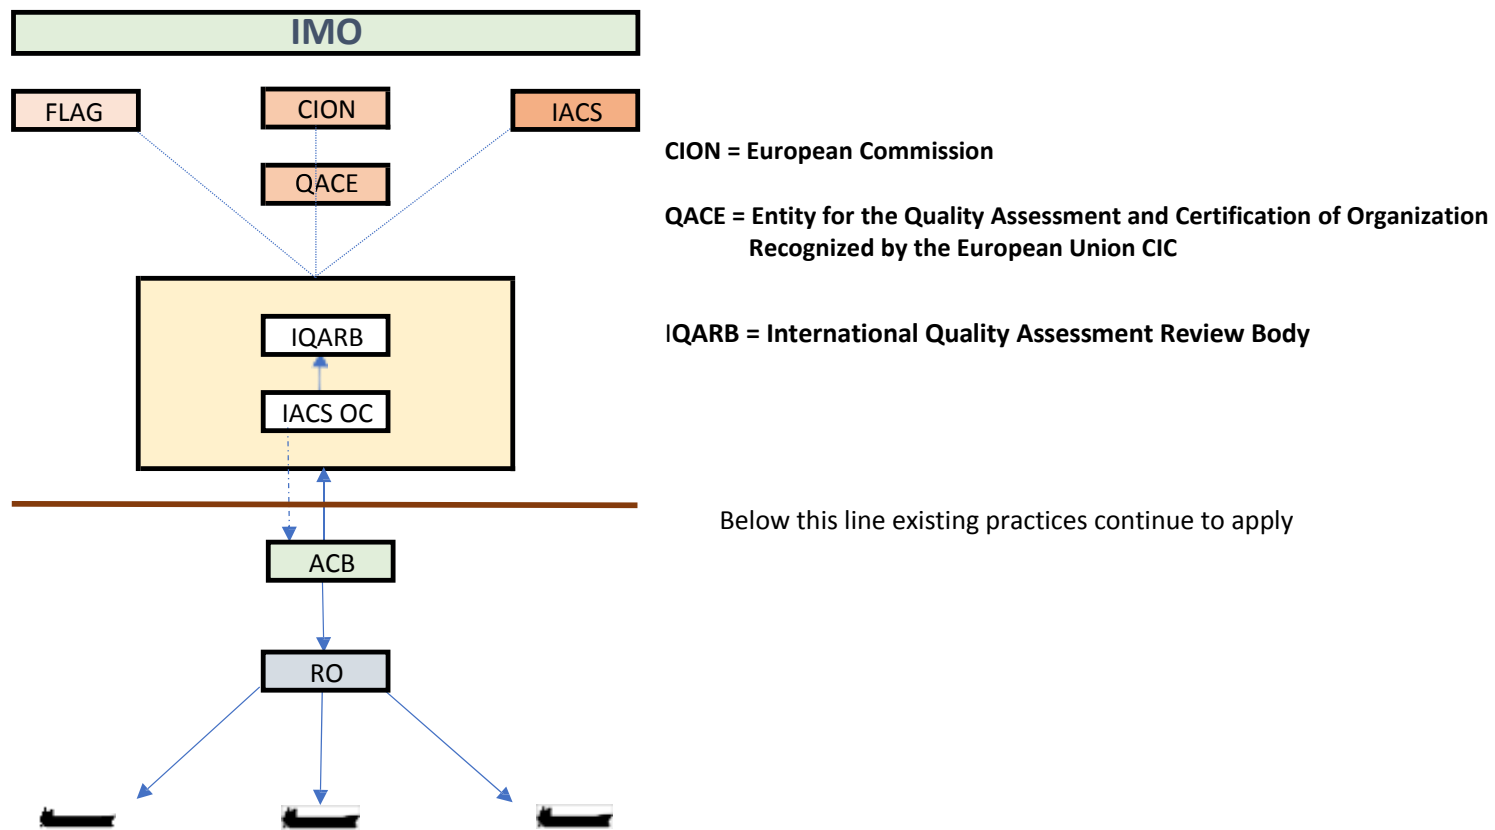 IMO
FLAG
CION
IACS
QACE
CION = European Commission
QACE = Entity for the Quality Assessment and Certification of Organization
Recognized by the European Union CIC
IQARB
IQARB = International Quality Assessment Review Body
IACS OC
Below this line existing practices continue to apply
ACB
RO